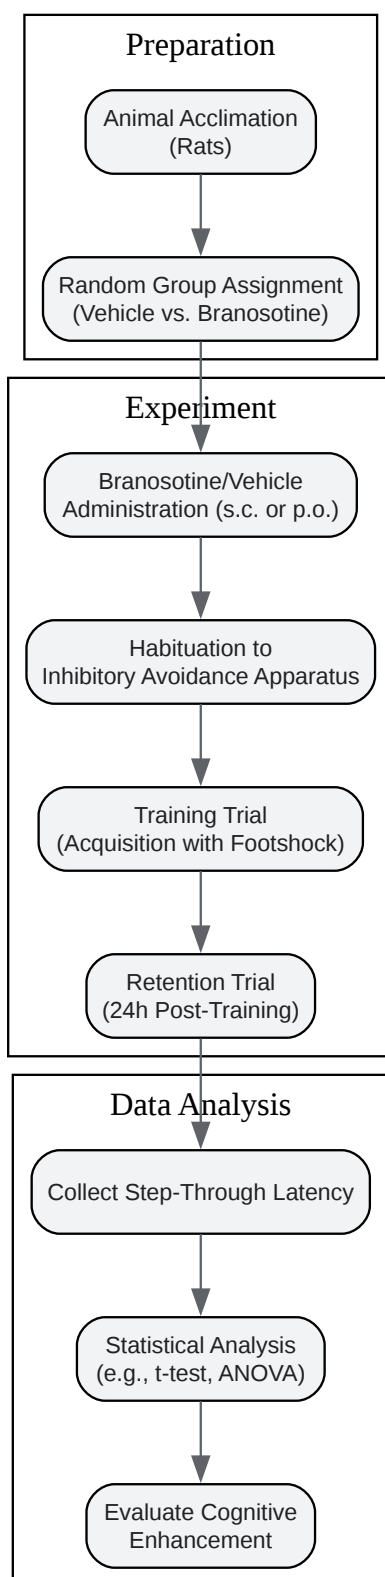 Preparation
Animal Acclimation
(Rats)
Random Group Assignment
(Vehicle vs. Branosotine)
Experiment
Branosotine/Vehicle
Administration (s.c. or p.o.)
Habituation to
Inhibitory Avoidance Apparatus
Training Trial
(Acquisition with Footshock)
Retention Trial
(24h Post-Training)
Data Analysis
Collect Step-Through Latency
Statistical Analysis
(e.g., t-test, ANOVA)
Evaluate Cognitive
Enhancement